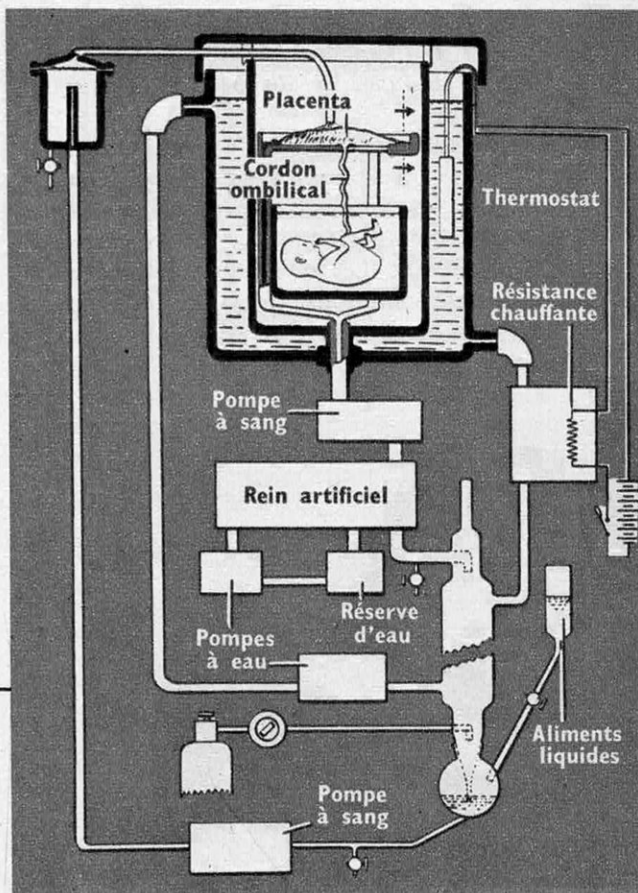 Placenta
Cordon
ombilical
Thermostat
Résistance
chauffante
Pompe
à sang
Rein artificiel
Pompes
à eau
Réserve
d'eau
Aliments
liquides
Pompe
à sang